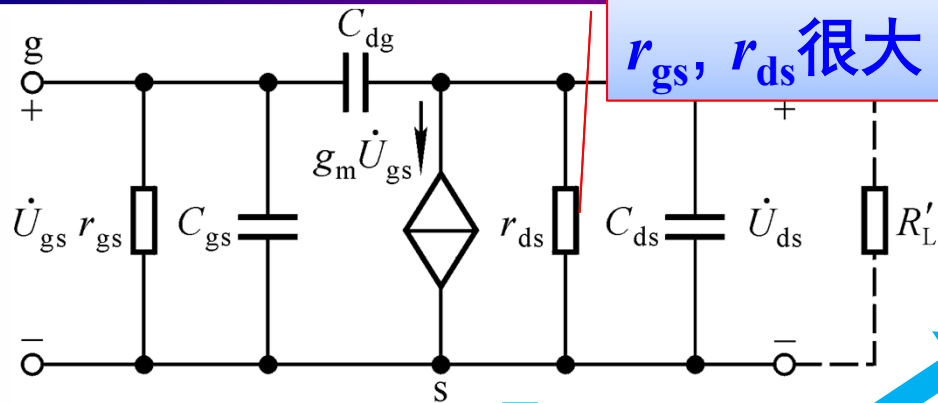 r_gs, r_ds很大
g
C_dg
+
+
g_m U̇_gs
U̇_gs
r_gs
C_gs
r_ds
C_ds
U̇_ds
R′_L
−
−
s